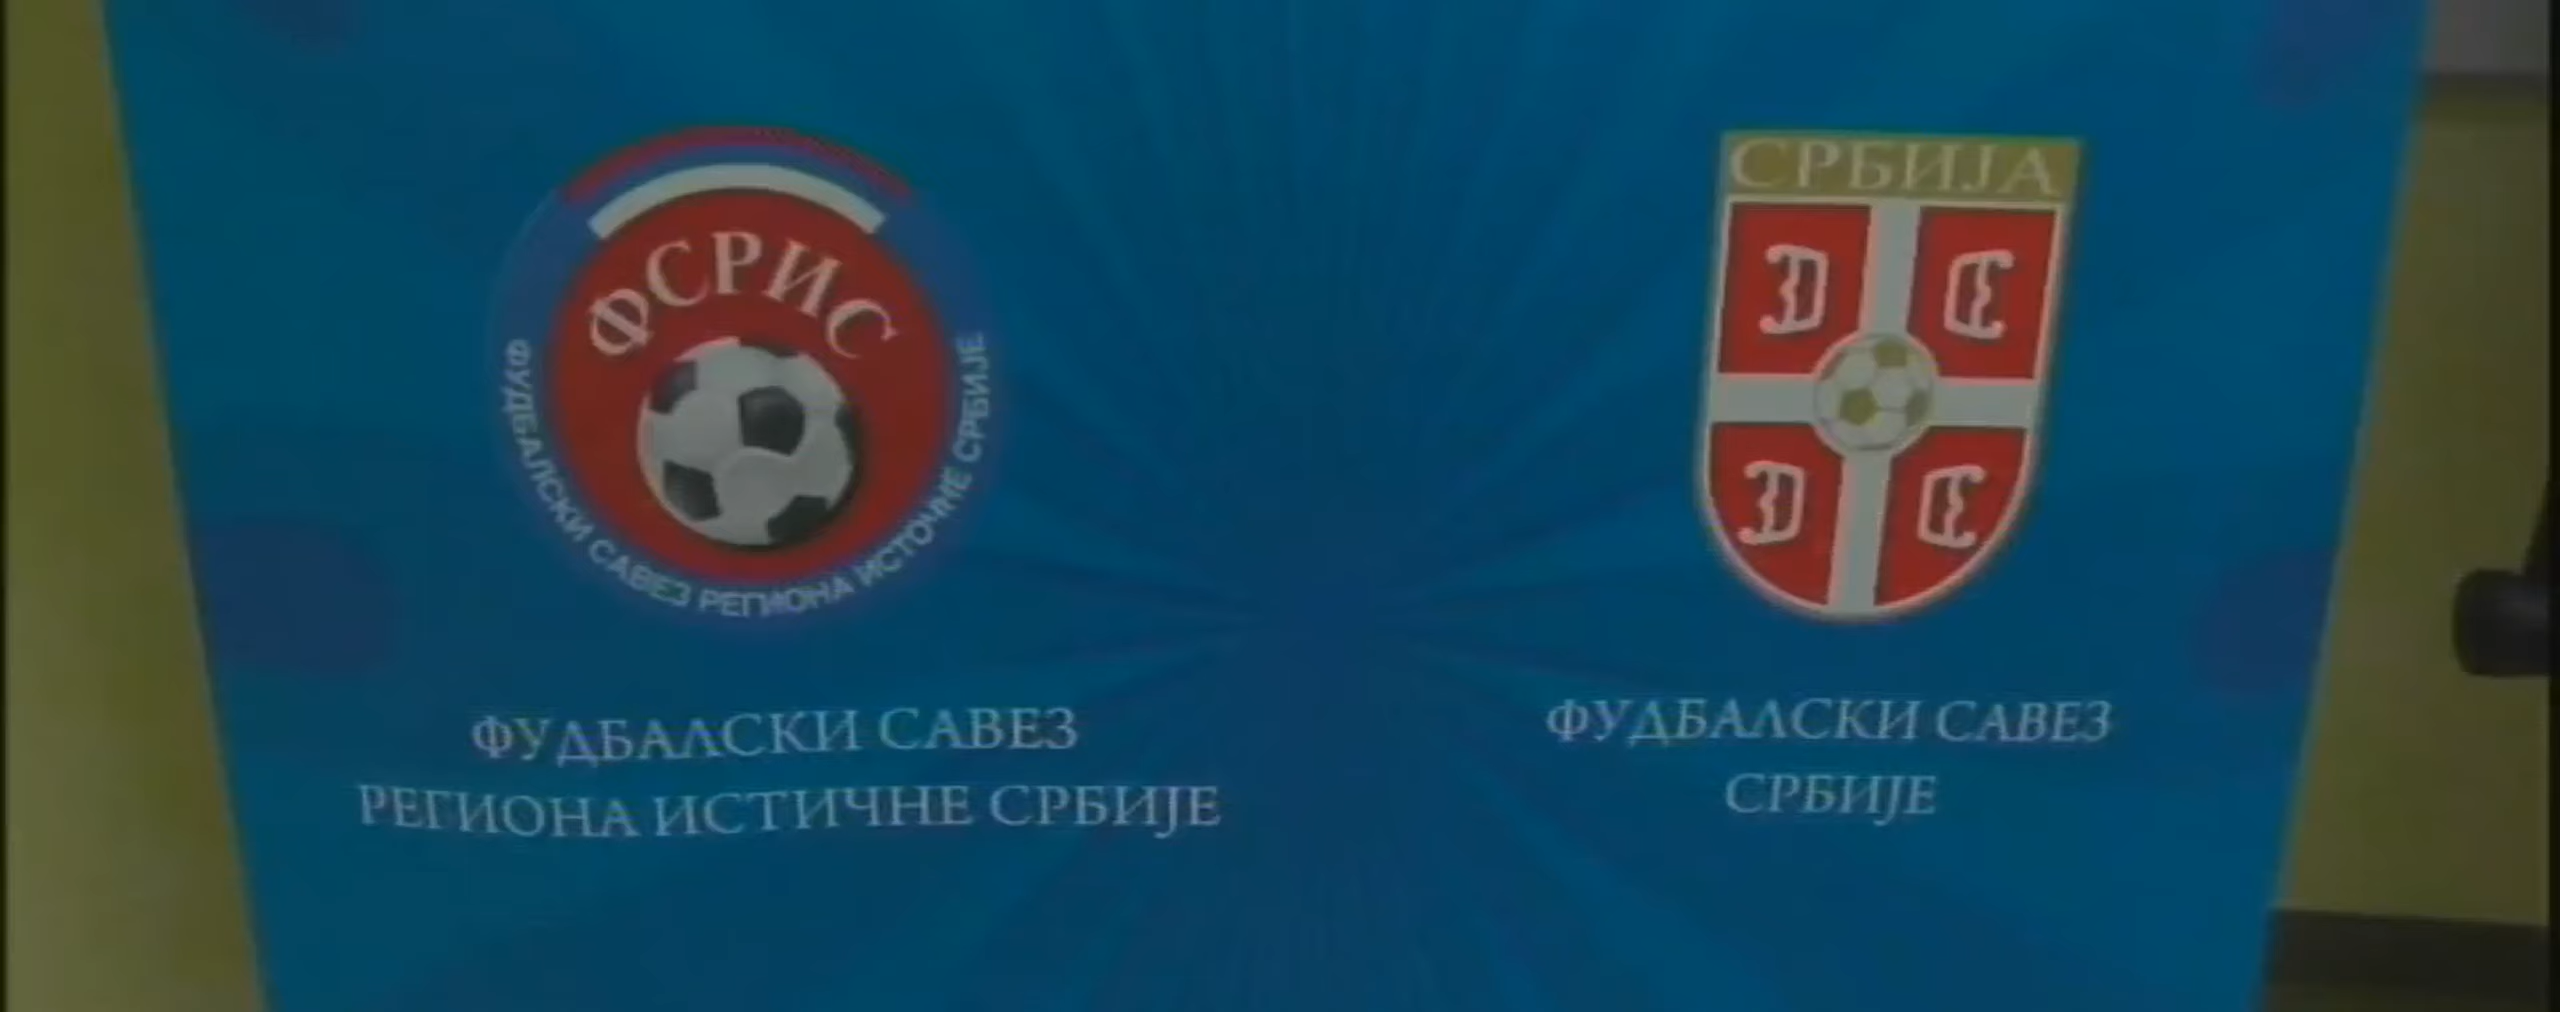 ФСРИС
ФУДБАЛСКИ САВЕЗ РЕГИОНА ИСТОЧНЕ СРБИЈЕ
ФУДБАЛСКИ САВЕЗ
РЕГИОНА ИСТИЧНЕ СРБИЈЕ
СРБИЈА
ФУДБАЛСКИ САВЕЗ
СРБИЈЕ